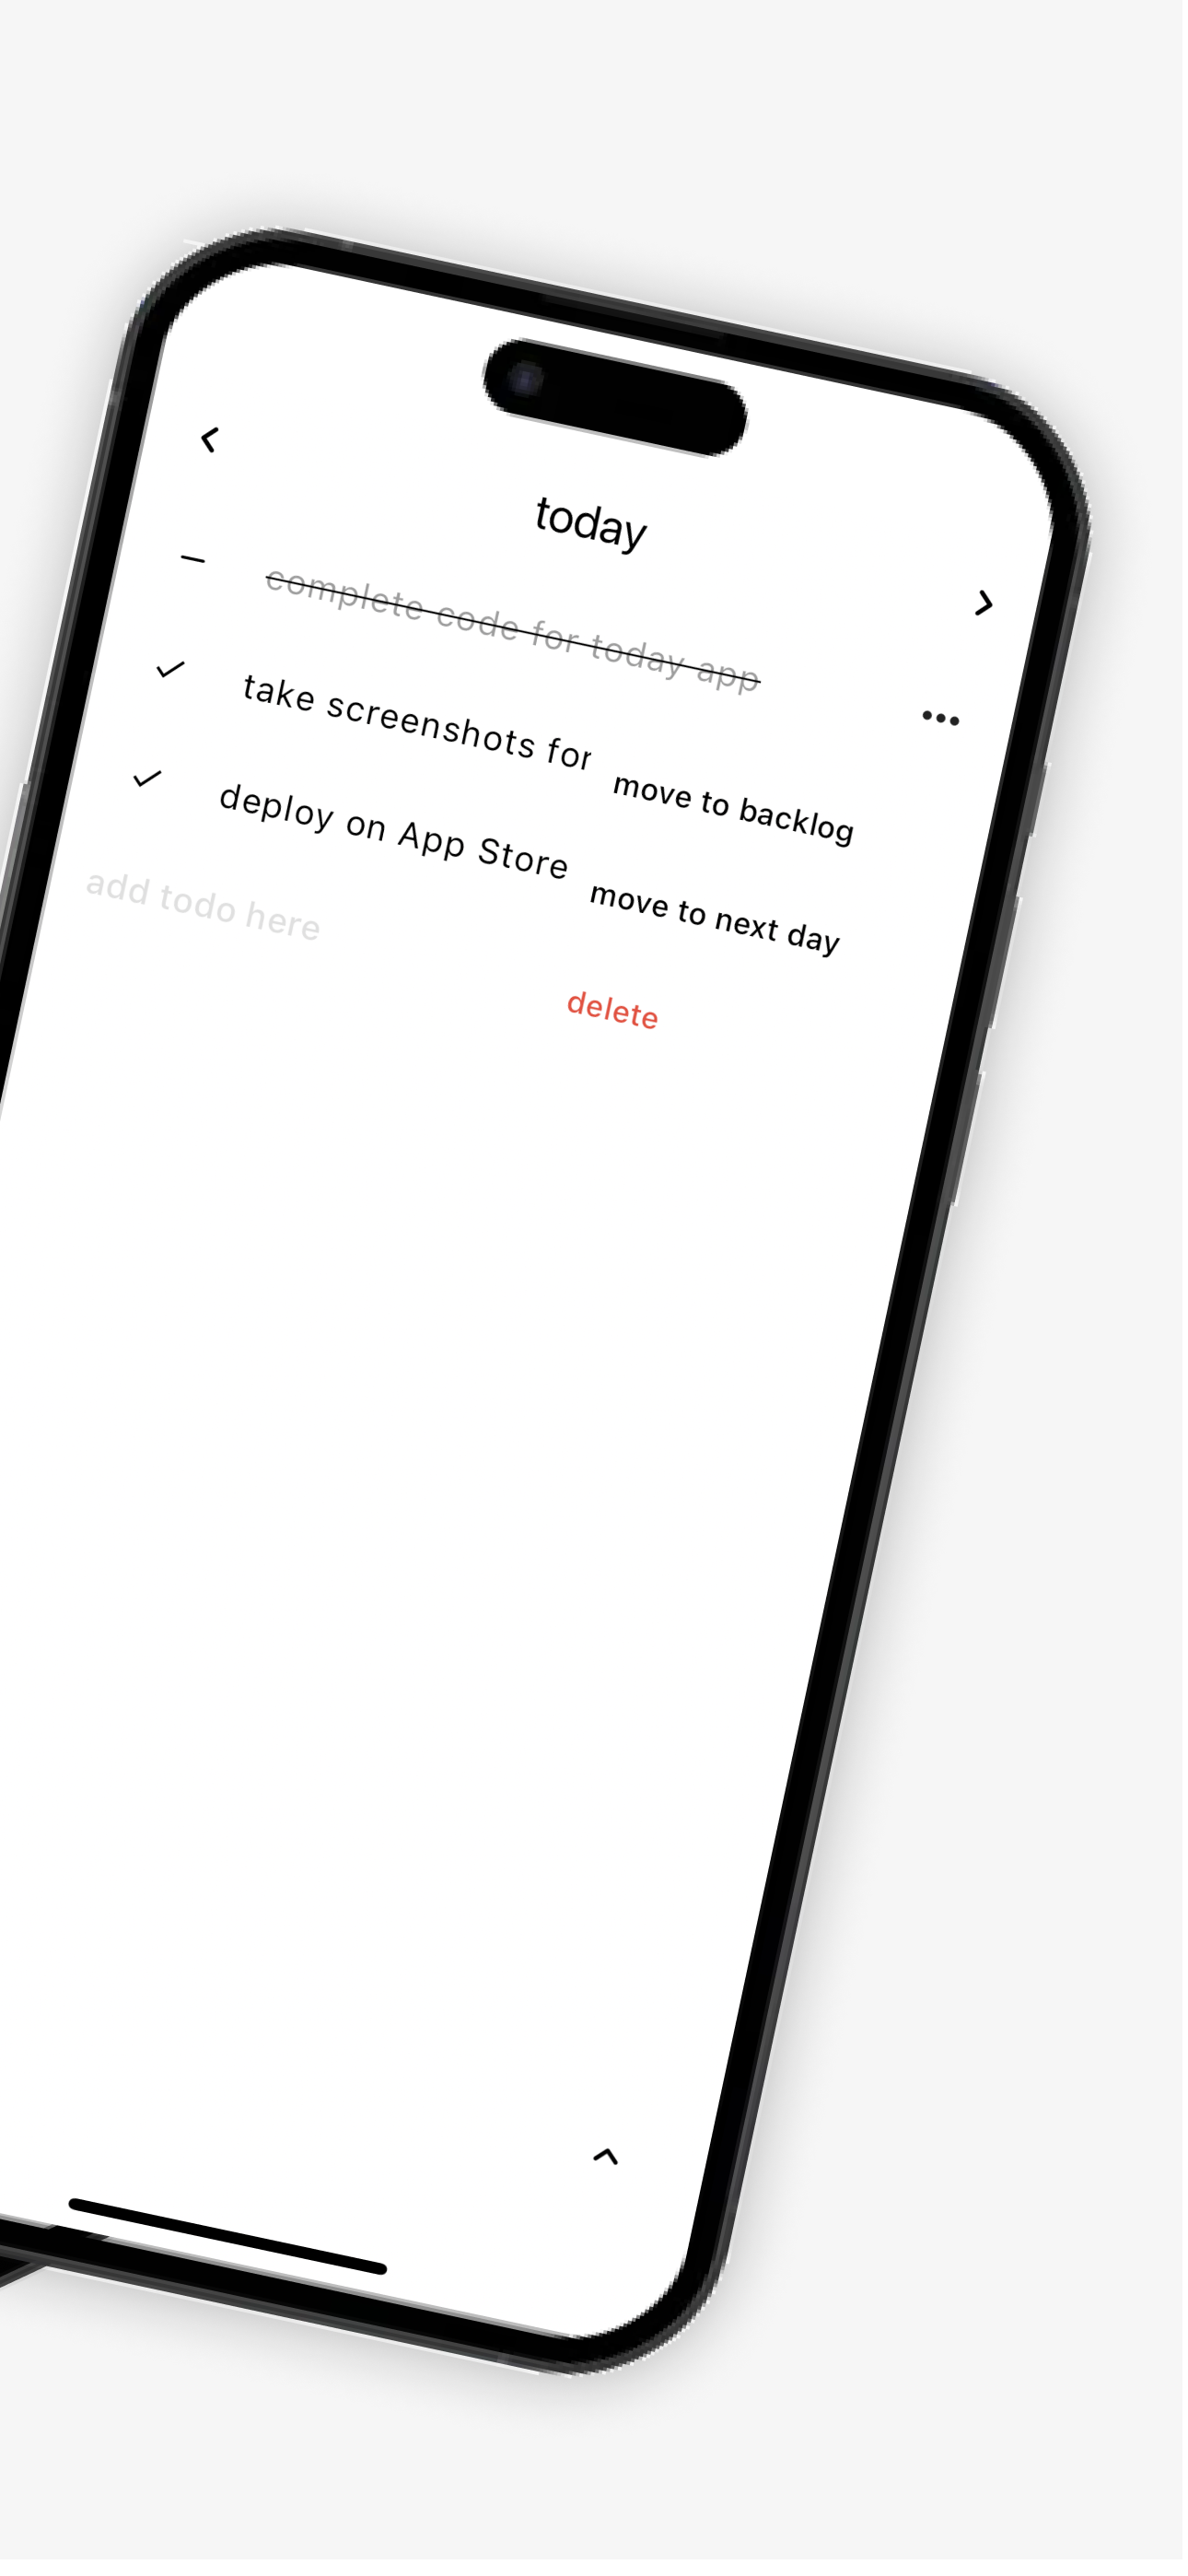 today
complete code for today app
take screenshots for
move to backlog
deploy on App Store
move to next day
add todo here
delete